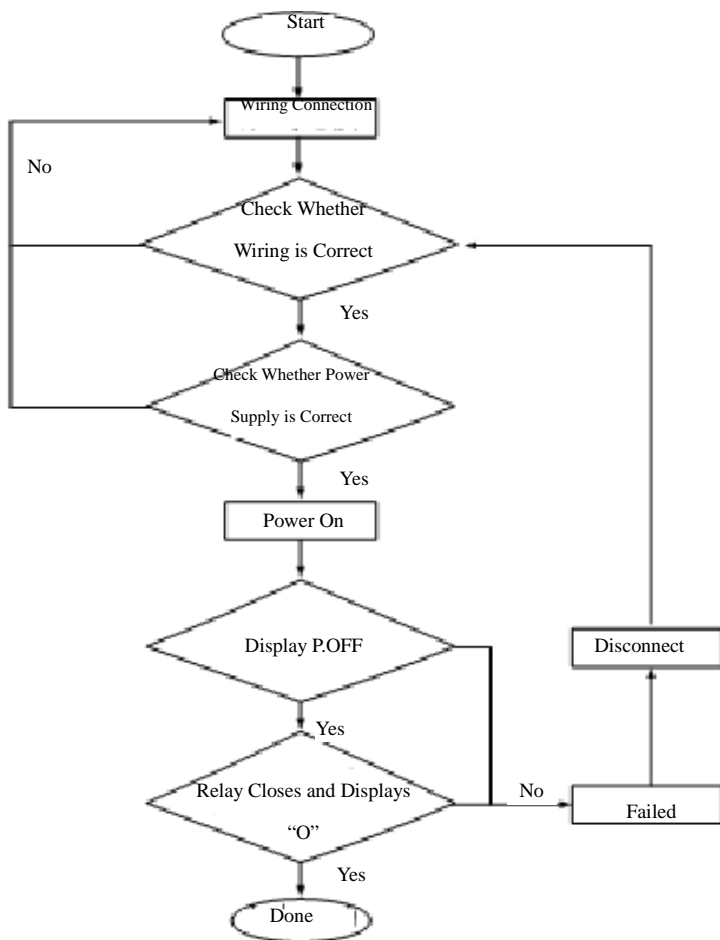 Start
Wiring Connection
No
Check Whether
Wiring is Correct
Yes
Check Whether Power
Supply is Correct
Yes
Power On
Display P.OFF
Disconnect
Yes
Relay Closes and Displays
“O”
No
Failed
Yes
Done